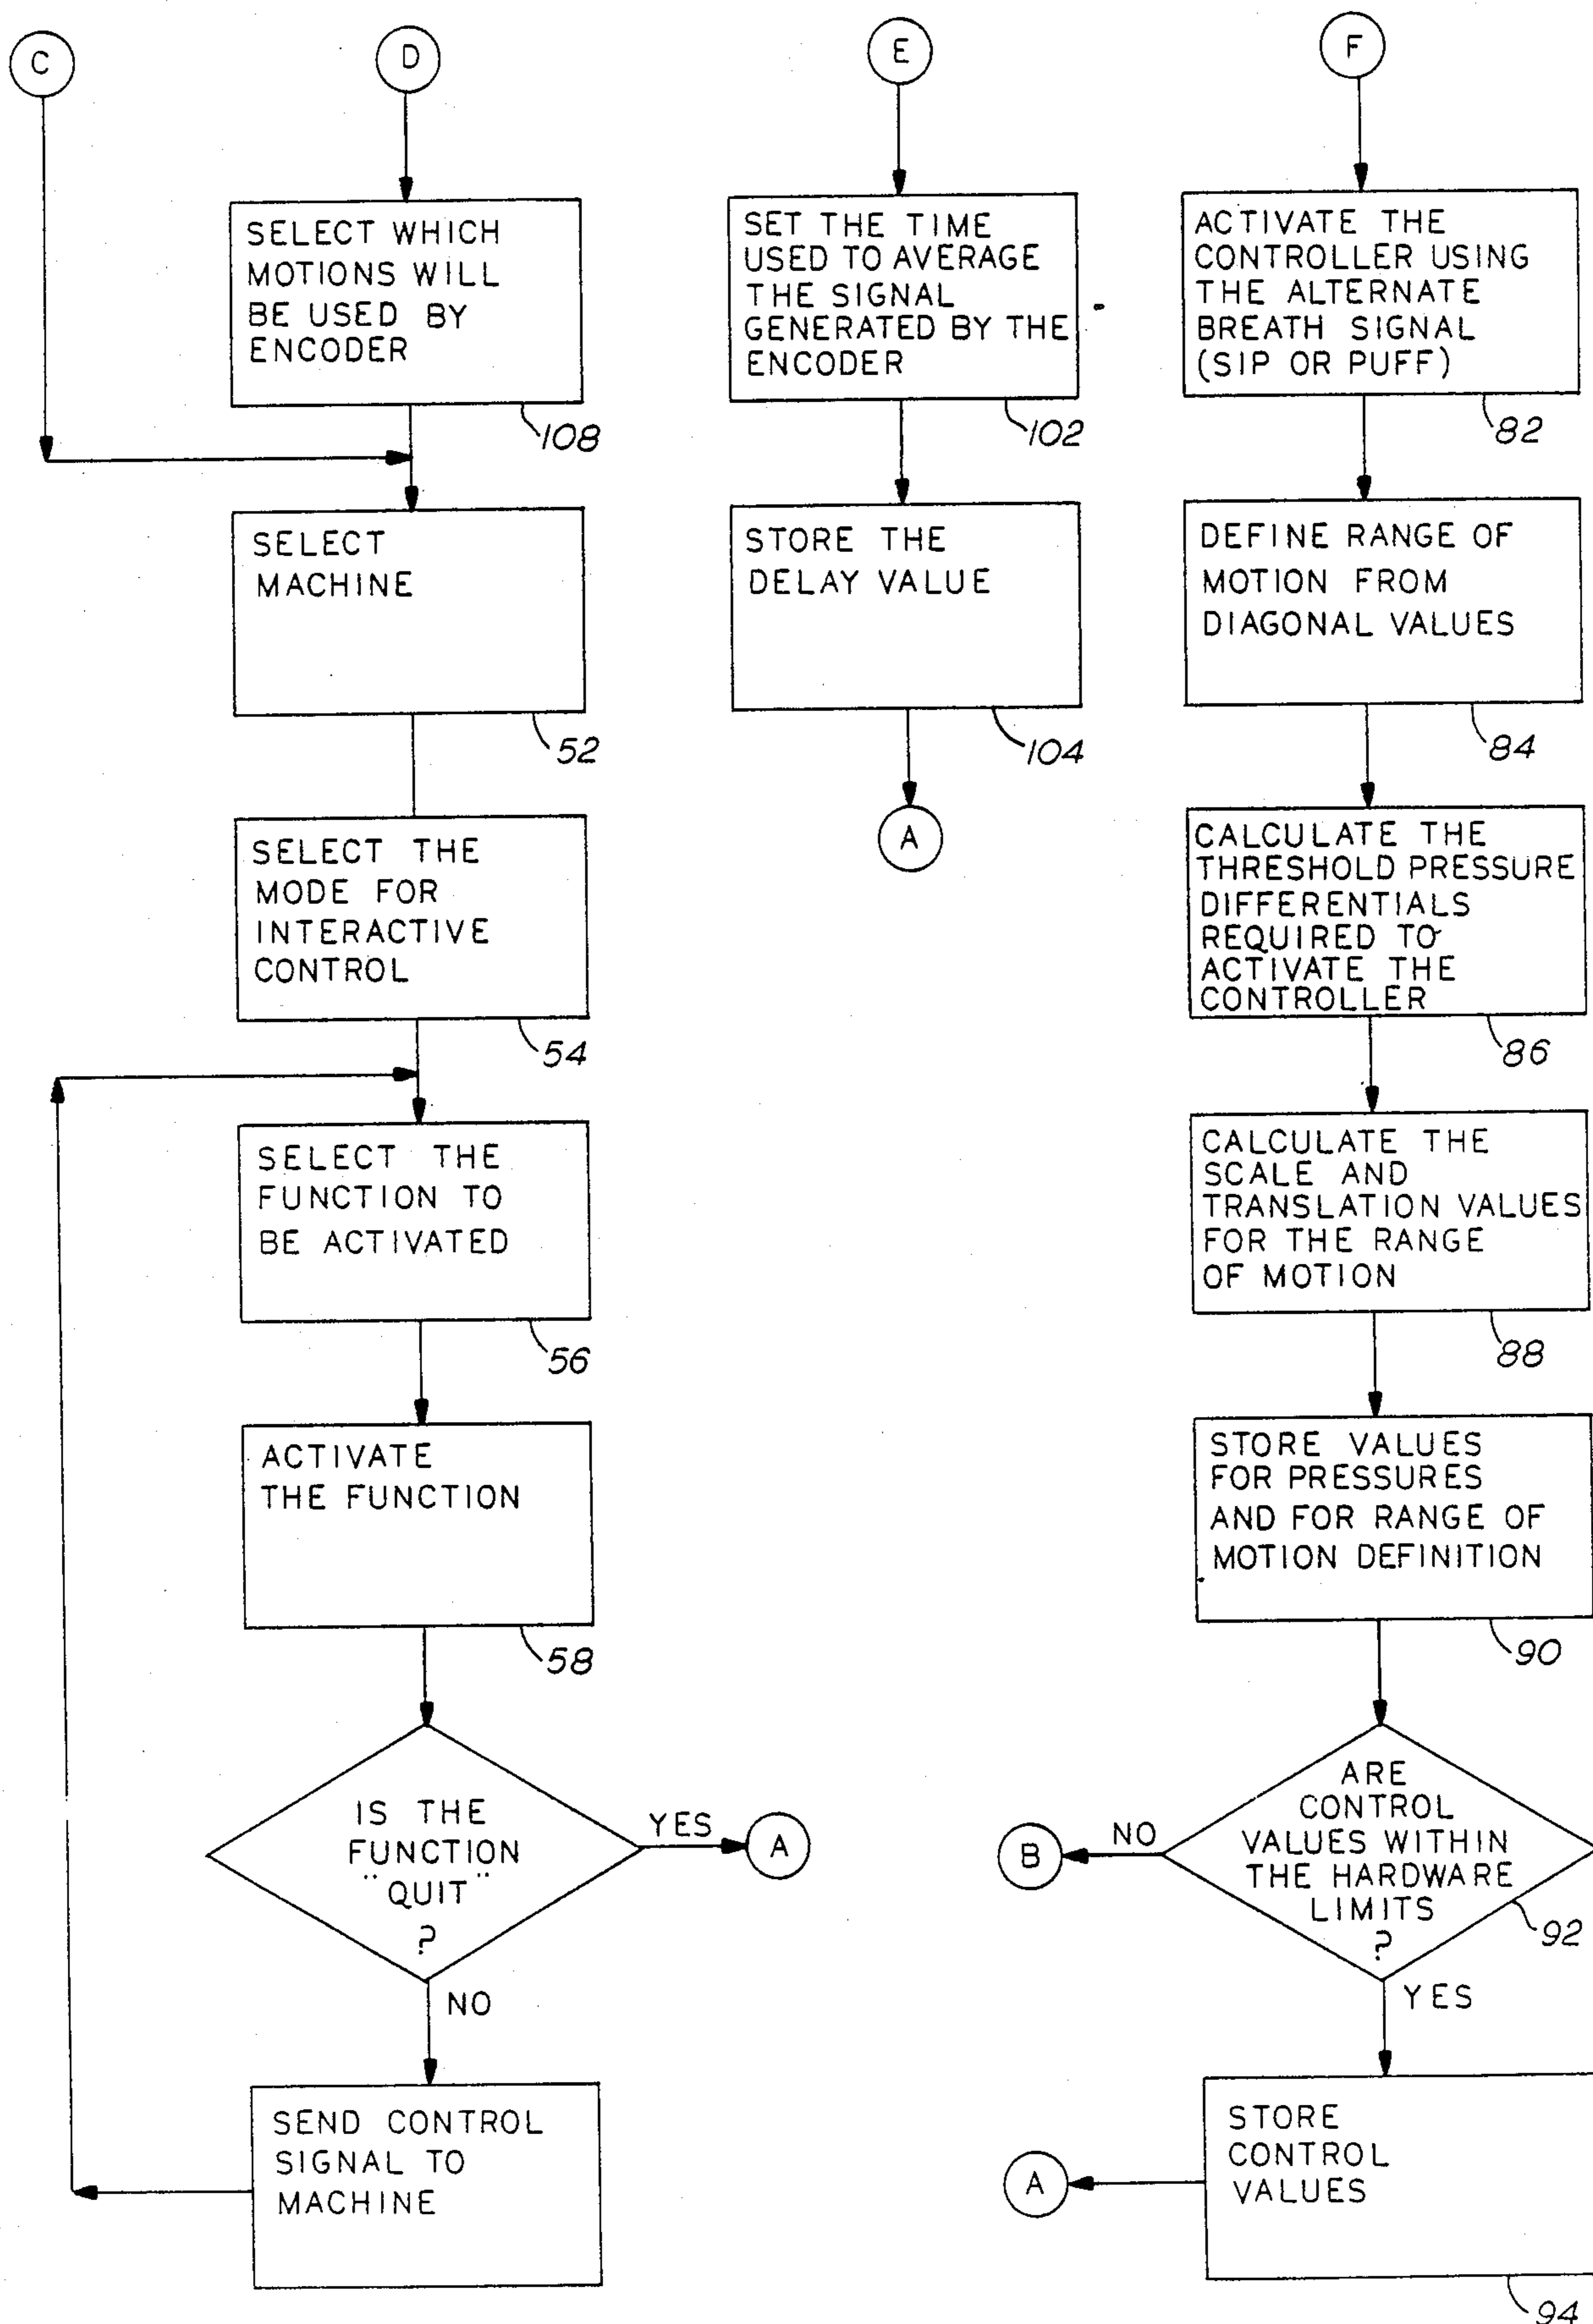 C
D
SELECT WHICH
MOTIONS WILL
BE USED BY
ENCODER
108
SELECT
MACHINE
52
SELECT THE
MODE FOR
INTERACTIVE
CONTROL
54
SELECT THE
FUNCTION TO
BE ACTIVATED
56
ACTIVATE
THE FUNCTION
58
IS THE
FUNCTION
"QUIT"
?
YES
A
NO
SEND CONTROL
SIGNAL TO
MACHINE
E
SET THE TIME
USED TO AVERAGE
THE SIGNAL
GENERATED BY THE
ENCODER
102
STORE THE
DELAY VALUE
104
A
F
ACTIVATE THE
CONTROLLER USING
THE ALTERNATE
BREATH SIGNAL
(SIP OR PUFF)
82
DEFINE RANGE OF
MOTION FROM
DIAGONAL VALUES
84
CALCULATE THE
THRESHOLD PRESSURE
DIFFERENTIALS
REQUIRED TO
ACTIVATE THE
CONTROLLER
86
CALCULATE THE
SCALE AND
TRANSLATION VALUES
FOR THE RANGE
OF MOTION
88
STORE VALUES
FOR PRESSURES
AND FOR RANGE OF
MOTION DEFINITION
90
ARE
CONTROL
VALUES WITHIN
THE HARDWARE
LIMITS
?
92
NO
B
YES
STORE
CONTROL
VALUES
A
94